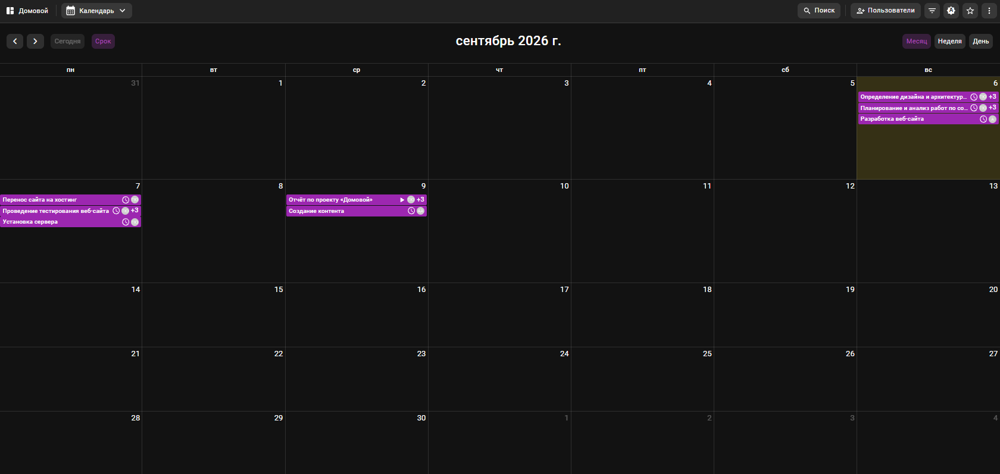 Домовой Календарь Поиск Пользователи
Сегодня Срок сентябрь 2026 г. Месяц Неделя День
пн вт ср чт пт сб вс
31 1 2 3 4 5 6
Определение дизайна и архитектур... +3
Планирование и анализ работ по со... +3
Разработка веб-сайта
7 8 9 10 11 12 13
Перенос сайта на хостинг Отчёт по проекту «Домовой» +3
Проведение тестирования веб-сайта +3 Создание контента
Установка сервера
14 15 16 17 18 19 20
21 22 23 24 25 26 27
28 29 30 1 2 3 4